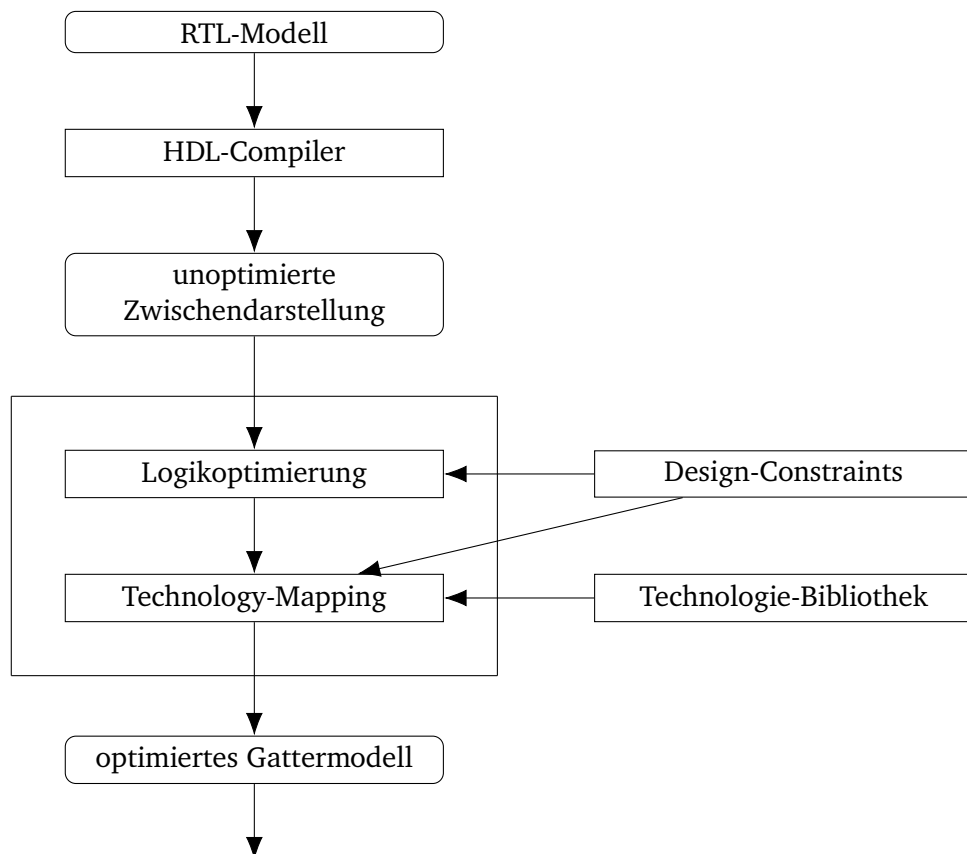 RTL-Modell
HDL-Compiler
unoptimierte
Zwischendarstellung
Logikoptimierung
Design-Constraints
Technology-Mapping
Technologie-Bibliothek
optimiertes Gattermodell